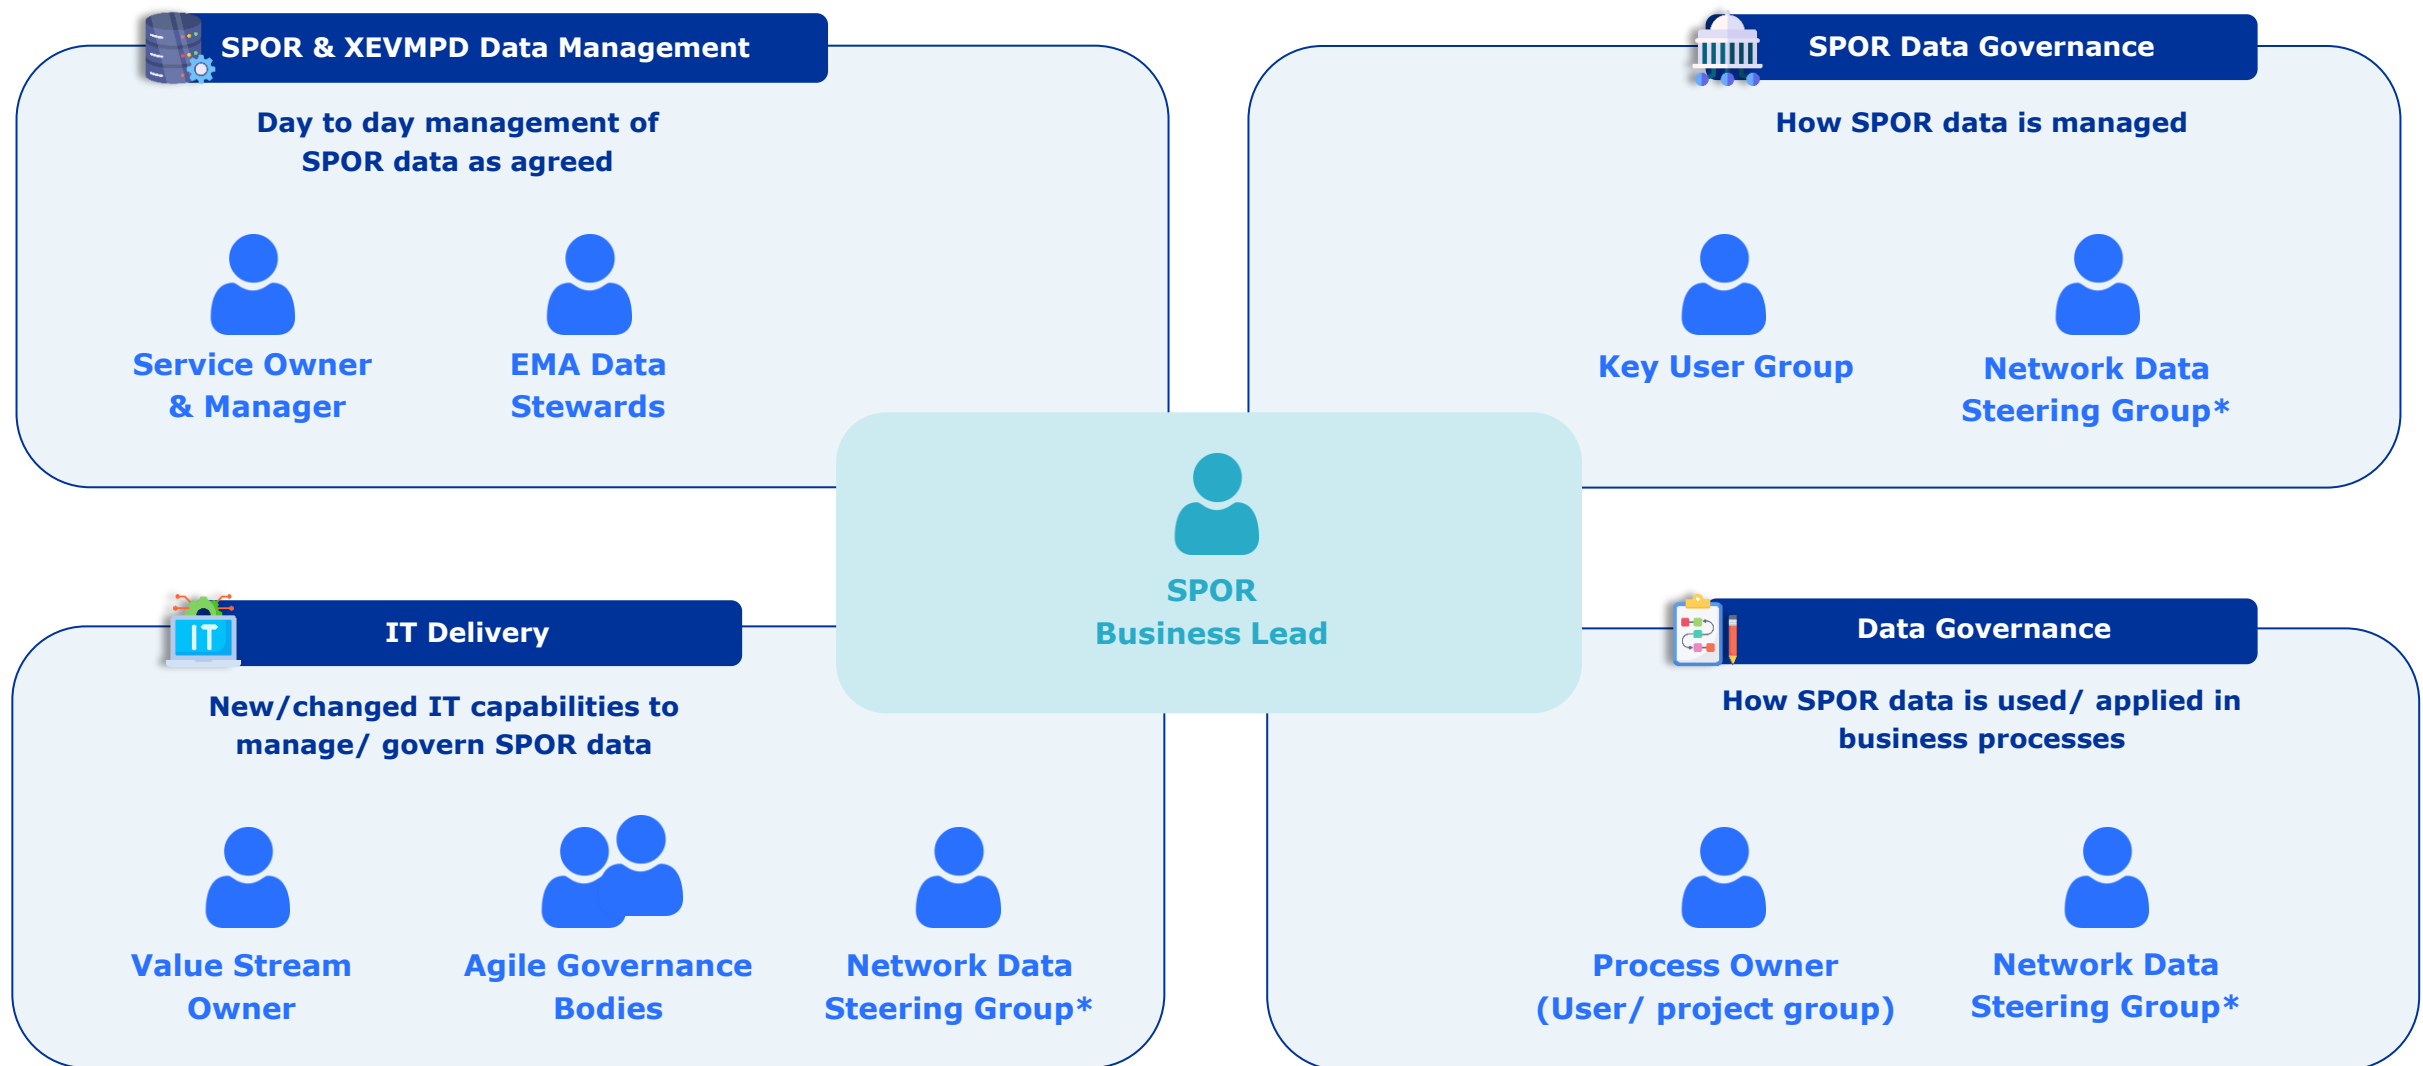 SPOR & XEVMPD Data Management
Day to day management of
SPOR data as agreed
Service Owner
& Manager
EMA Data
Stewards
SPOR Data Governance
How SPOR data is managed
Key User Group
Network Data
Steering Group*
SPOR
Business Lead
IT
IT Delivery
New/changed IT capabilities to
manage/ govern SPOR data
Value Stream
Owner
Agile Governance
Bodies
Network Data
Steering Group*
Data Governance
How SPOR data is used/ applied in
business processes
Process Owner
(User/ project group)
Network Data
Steering Group*